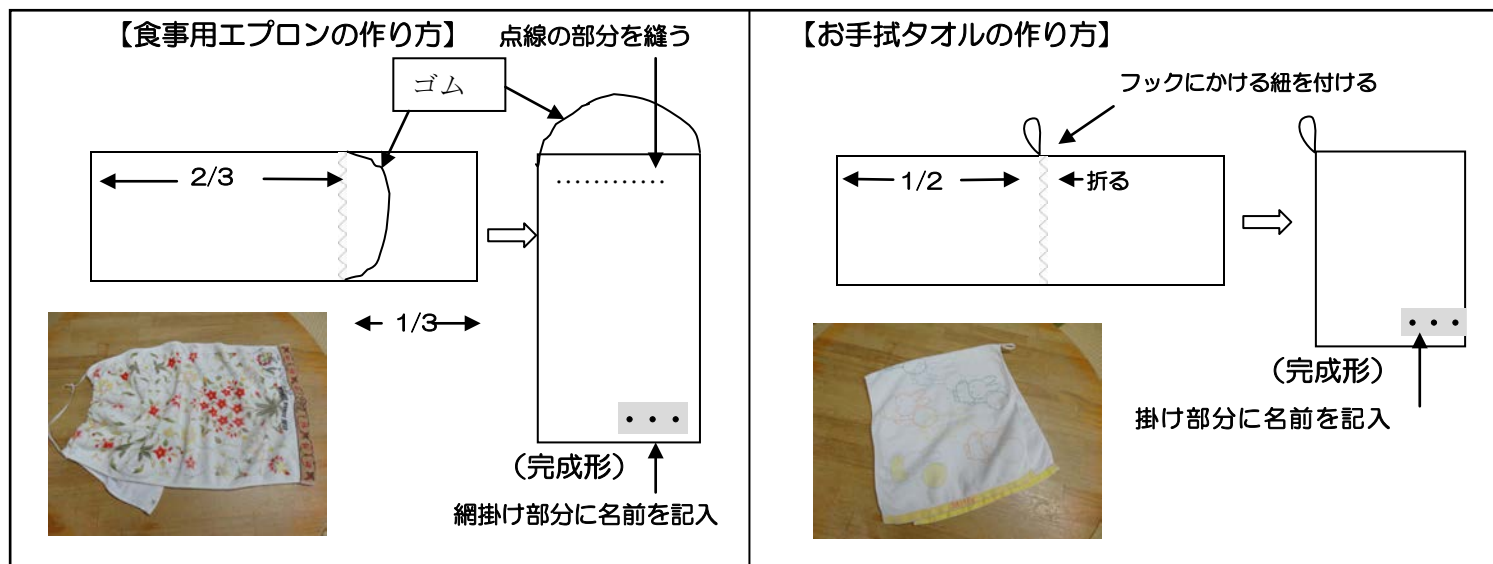 【食事用エプロンの作り方】
点線の部分を縫う
ゴム
2/3
1/3
・・・
（完成形）
網掛け部分に名前を記入
【お手拭タオルの作り方】
フックにかける紐を付ける
1/2
折る
・・・
（完成形）
掛け部分に名前を記入